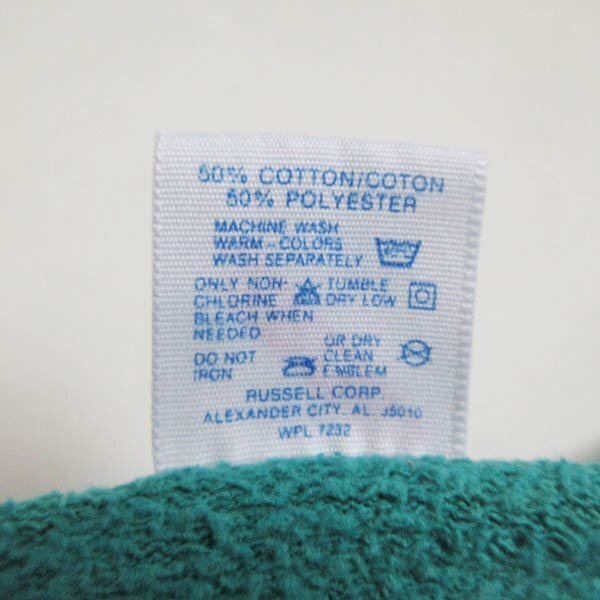 50% COTTON/COTON
50% POLYESTER
MACHINE WASH
WARM-COLORS
WASH SEPARATELY
ONLY NON-
CHLORINE
BLEACH WHEN
NEEDED
TUMBLE
DRY LOW
DO NOT
IRON
OR DRY
CLEAN
EMBLEM
RUSSELL CORP.
ALEXANDER CITY, AL 35010
WPL 7232